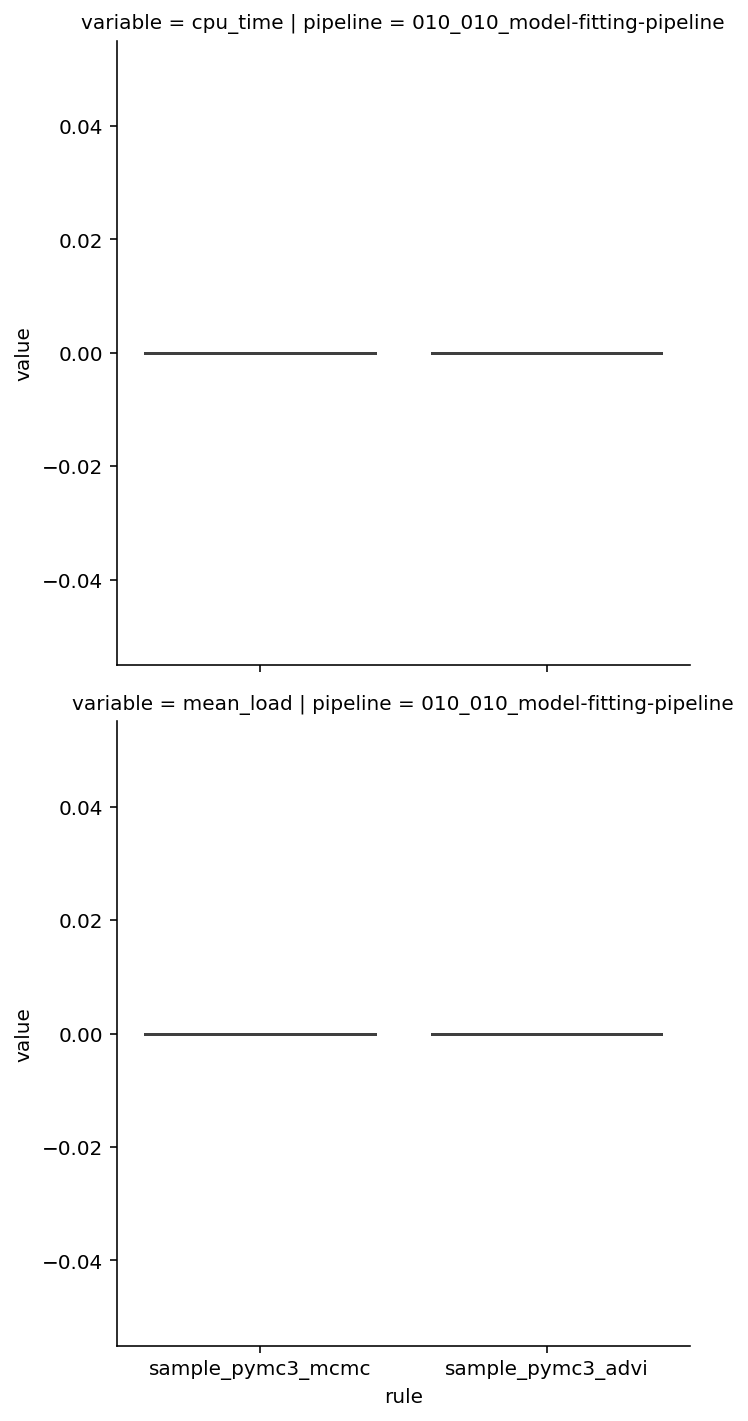 variable = cpu_time | pipeline = 010_010_model-fitting-pipeline
0.04
0.02
0.00
−0.02
−0.04
value
variable = mean_load | pipeline = 010_010_model-fitting-pipeline
0.04
0.02
0.00
−0.02
−0.04
value
sample_pymc3_mcmc
sample_pymc3_advi
rule